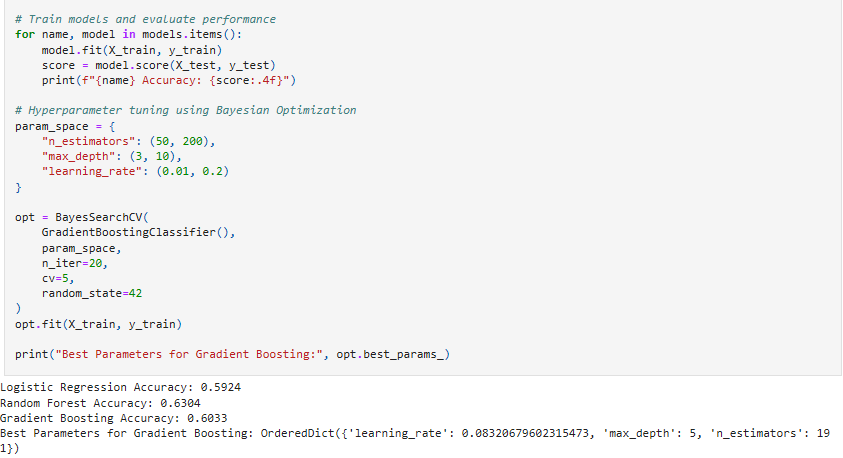 # Train models and evaluate performance
for name, model in models.items():
    model.fit(X_train, y_train)
    score = model.score(X_test, y_test)
    print(f"{name} Accuracy: {score:.4f}")

# Hyperparameter tuning using Bayesian Optimization
param_space = {
    "n_estimators": (50, 200),
    "max_depth": (3, 10),
    "learning_rate": (0.01, 0.2)
}

opt = BayesSearchCV(
    GradientBoostingClassifier(),
    param_space,
    n_iter=20,
    cv=5,
    random_state=42
)
opt.fit(X_train, y_train)

print("Best Parameters for Gradient Boosting:", opt.best_params_)
Logistic Regression Accuracy: 0.5924
Random Forest Accuracy: 0.6304
Gradient Boosting Accuracy: 0.6033
Best Parameters for Gradient Boosting: OrderedDict({'learning_rate': 0.08320679602315473, 'max_depth': 5, 'n_estimators': 19
1})